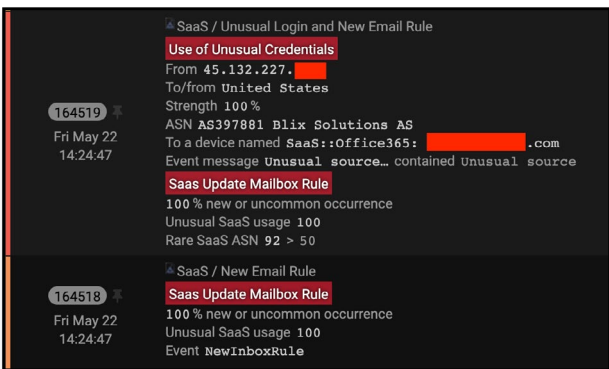 SaaS / Unusual Login and New Email Rule
Use of Unusual Credentials
From 45.132.227.
To/from United States
Strength 100 %
ASN AS397881 Blix Solutions AS
164519
To a device named SaaS::Office365: .com
Fri May 22
14:24:47
Event message Unusual source… contained Unusual source
Saas Update Mailbox Rule
100 % new or uncommon occurrence
Unusual SaaS usage 100
Rare SaaS ASN 92 > 50
SaaS / New Email Rule
164518
Saas Update Mailbox Rule
100 % new or uncommon occurrence
Fri May 22
14:24:47
Unusual SaaS usage 100
Event NewInboxRule